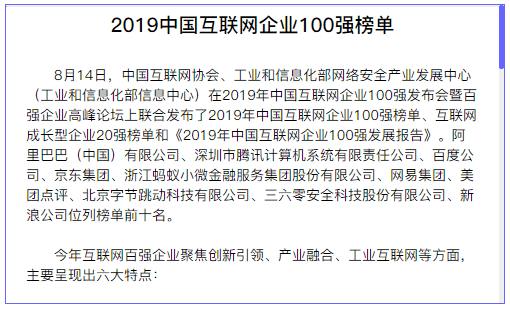 2019中国互联网企业100强榜单
8月14日，中国互联网协会、工业和信息化部网络安全产业发展中心
（工业和信息化部信息中心）在2019年中国互联网企业100强发布会暨百
强企业高峰论坛上联合发布了2019年中国互联网企业100强榜单、互联网
成长型企业20强榜单和《2019年中国互联网企业100强发展报告》。阿
里巴巴（中国）有限公司、深圳市腾讯计算机系统有限责任公司、百度公
司、京东集团、浙江蚂蚁小微金融服务集团股份有限公司、网易集团、美
团点评、北京字节跳动科技有限公司、三六零安全科技股份有限公司、新
浪公司位列榜单前十名。
今年互联网百强企业聚焦创新引领、产业融合、工业互联网等方面，
主要呈现出六大特点：